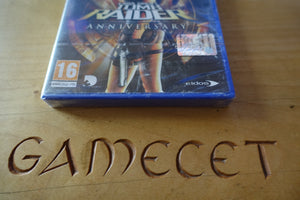 TOMB
RAIDER
ANNIVERSARY
16
eidos
GAMECET